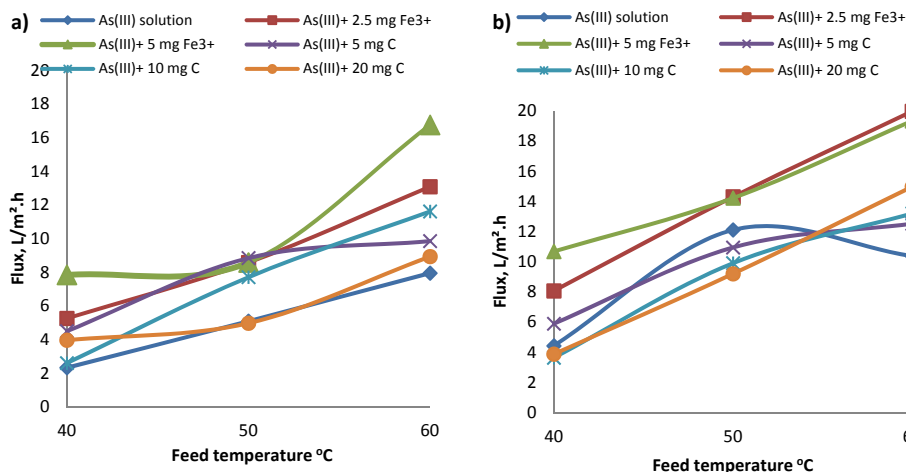 a)
As(III) solution
As(III)+ 2.5 mg Fe3+
As(III)+ 5 mg Fe3+
As(III)+ 5 mg C
As(III)+ 10 mg C
As(III)+ 20 mg C
20
18
16
14
12
10
8
6
4
2
0
Flux, L/m².h
40
50
60
Feed temperature ºC
b)
As(III) solution
As(III)+ 2.5 mg Fe3+
As(III)+ 5 mg Fe3+
As(III)+ 5 mg C
As(III)+ 10 mg C
As(III)+ 20 mg C
20
18
16
14
12
10
8
6
4
2
0
Flux, L/m².h
40
50
Feed temperature ºC